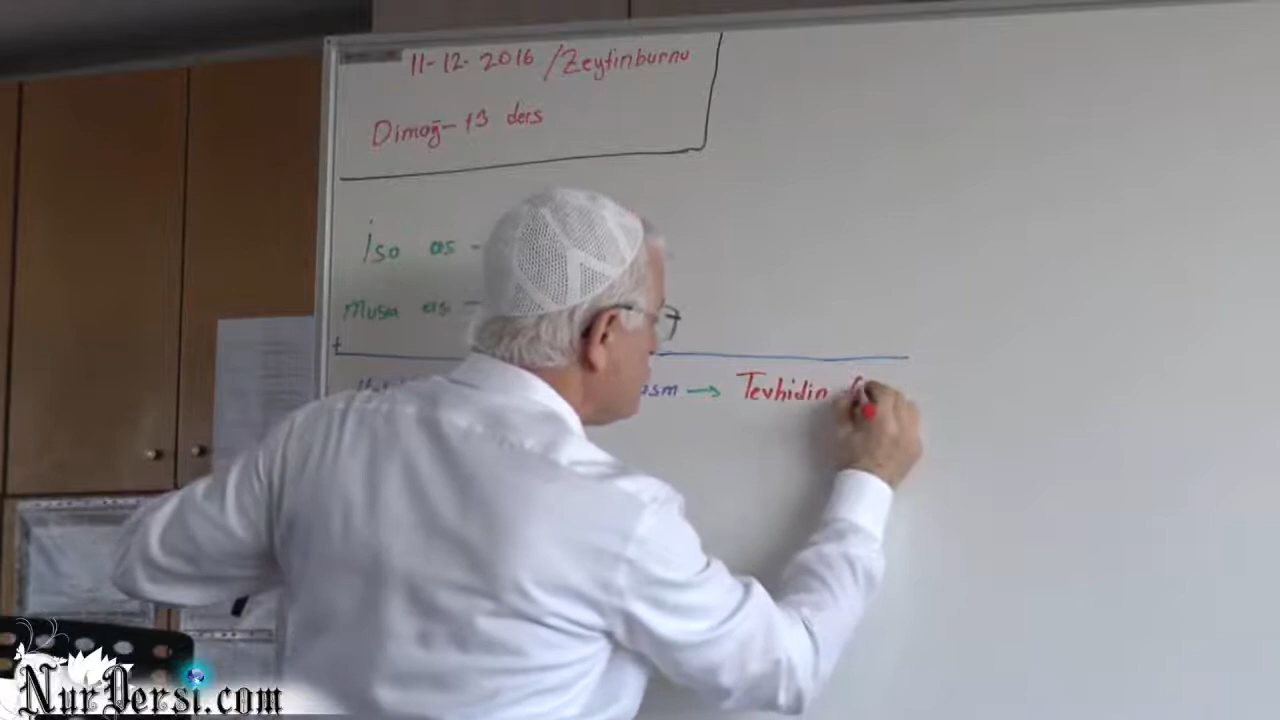 11-12-2016 /Zeytinburnu
Dimağ-13 ders
İsa as -
Musa as -
+
asm → Tevhidin
NurDersi.com